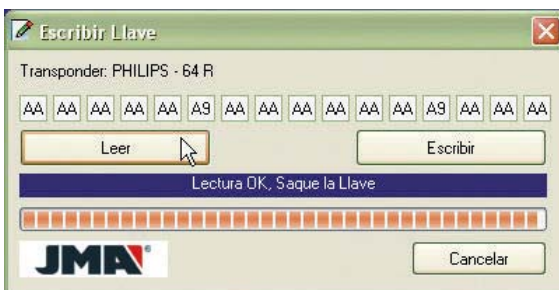 Escribir Llave
Transponder: PHILIPS - 64 R
AA AA AA AA AA A9 AA AA AA AA AA AA A9 AA AA AA
Leer Escribir
Lectura OK, Saque la Llave
JMA® Cancelar